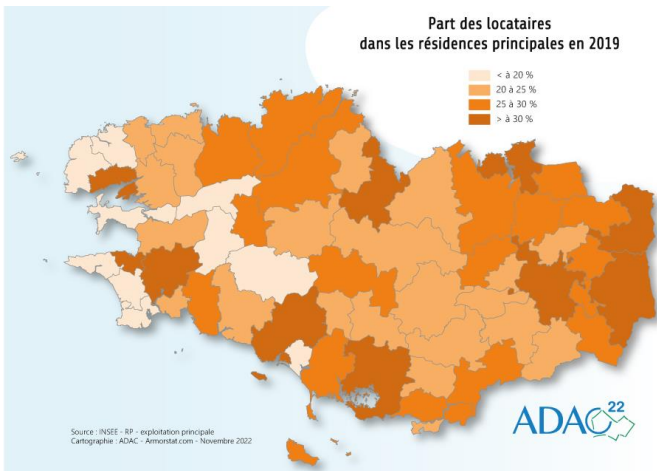 Part des locataires
dans les résidences principales en 2019
< à 20 %
20 à 25 %
25 à 30 %
> à 30 %
Source : INSEE - RP - exploitation principale
Cartographie : ADAC - Armorstat.com - Novembre 2022
ADAC 22